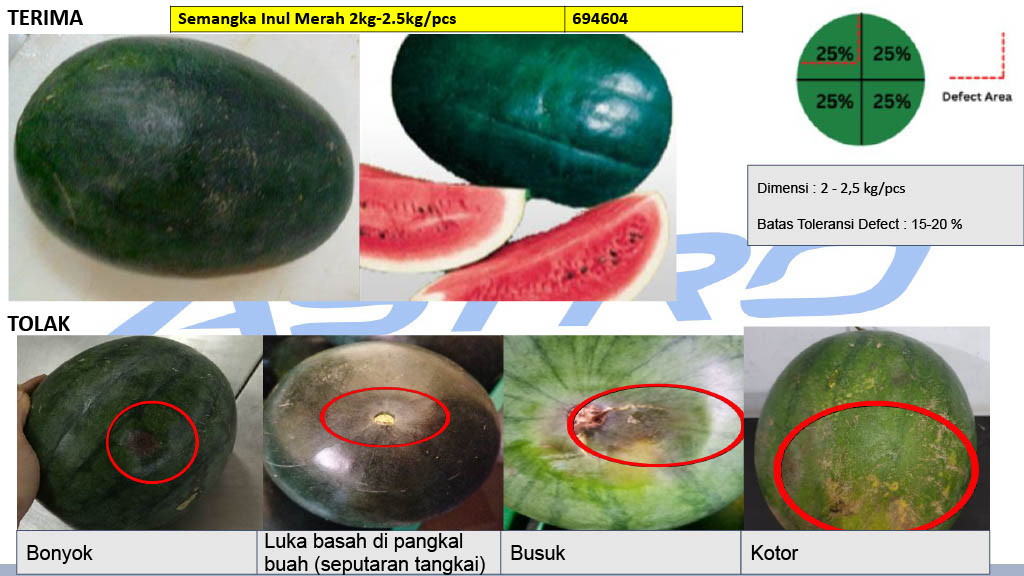 TERIMA
Semangka Inul Merah 2kg-2.5kg/pcs 694604
25% 25%
25% 25%
Defect Area
Dimensi : 2 - 2,5 kg/pcs
Batas Toleransi Defect : 15-20 %
ASTRO
TOLAK
Bonyok
Luka basah di pangkal
buah (seputaran tangkai)
Busuk
Kotor